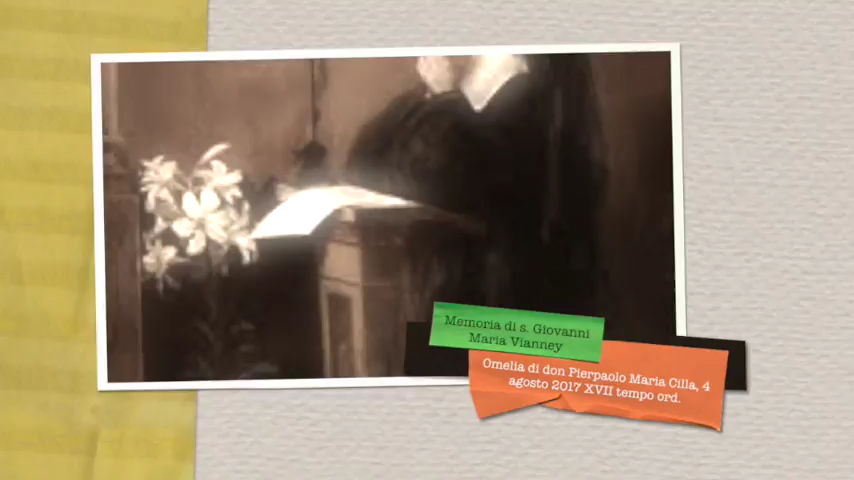 Memoria di s. Giovanni
Maria Vianney
Omelia di don Pierpaolo Maria Cilla, 4
agosto 2017 XVII tempo ord.